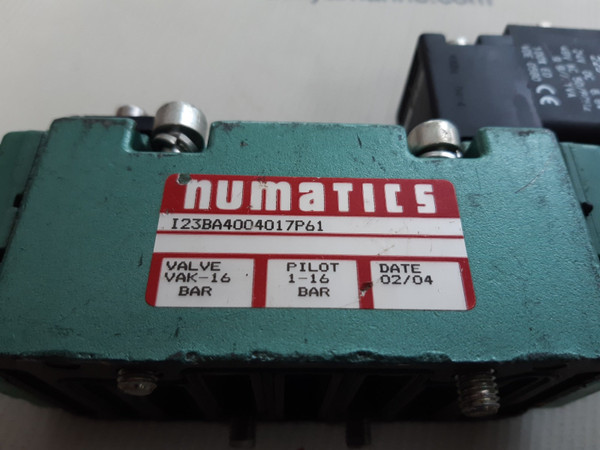 numatics
I23BA4004017P61
VALVE
VAK-16
BAR
PILOT
1-16
BAR
DATE
02/04